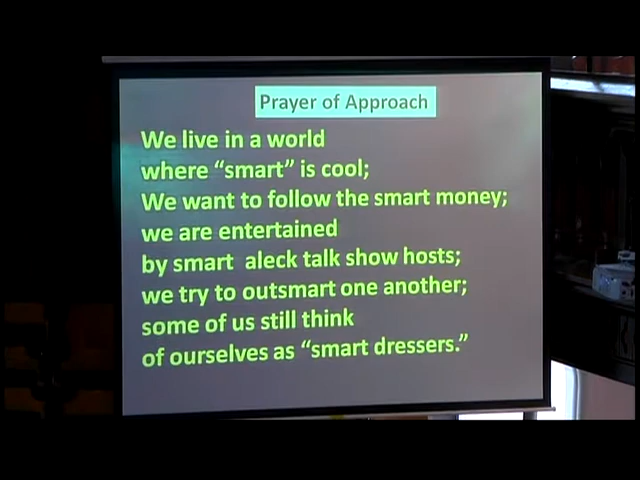 Prayer of Approach
We live in a world
where “smart” is cool;
We want to follow the smart money;
we are entertained
by smart aleck talk show hosts;
we try to outsmart one another;
some of us still think
of ourselves as “smart dressers.”